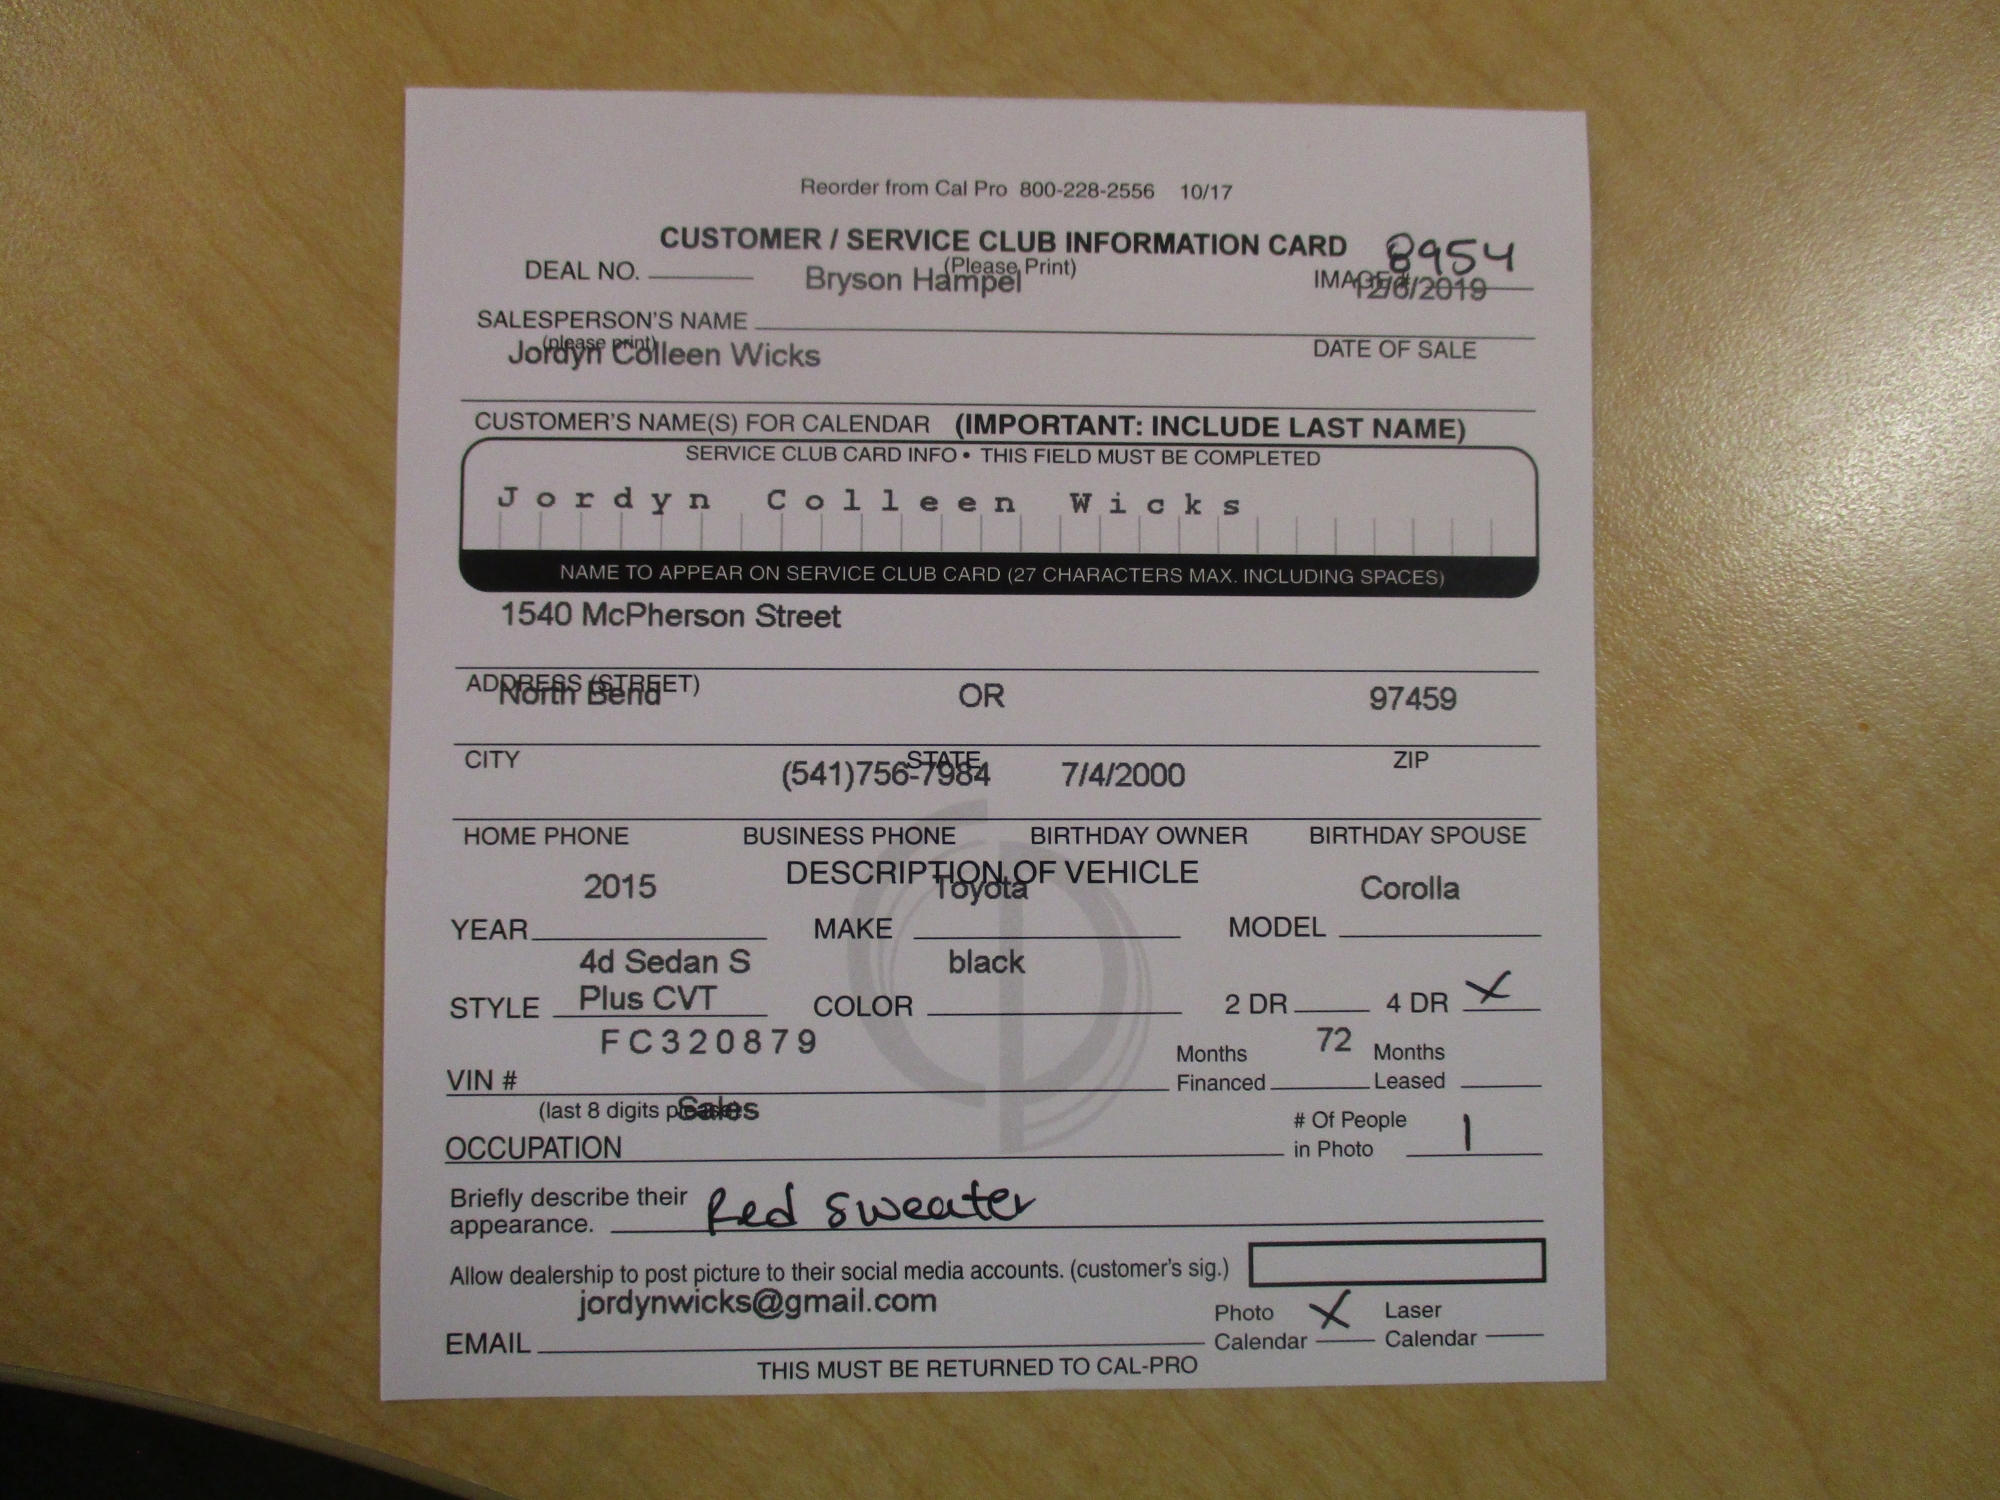 Reorder from Cal Pro 800-228-2556 10/17
CUSTOMER / SERVICE CLUB INFORMATION CARD 8954
(Please Print)
DEAL NO. Bryson Hampel IMAGE # 12/6/2019
SALESPERSON'S NAME
(please print)
Jordyn Colleen Wicks DATE OF SALE
CUSTOMER'S NAME(S) FOR CALENDAR (IMPORTANT: INCLUDE LAST NAME)
SERVICE CLUB CARD INFO • THIS FIELD MUST BE COMPLETED
Jordyn Colleen Wicks
NAME TO APPEAR ON SERVICE CLUB CARD (27 CHARACTERS MAX. INCLUDING SPACES)
1540 McPherson Street
ADDRESS (STREET)
North Bend OR 97459
CITY STATE ZIP
(541)756-7984 7/4/2000
HOME PHONE BUSINESS PHONE BIRTHDAY OWNER BIRTHDAY SPOUSE
DESCRIPTION OF VEHICLE
2015 Toyota Corolla
YEAR MAKE MODEL
4d Sedan S black
STYLE Plus CVT COLOR 2 DR 4 DR X
FC320879 72
VIN # Months Financed Months Leased
(last 8 digits please) Sales
OCCUPATION # Of People in Photo 1
Briefly describe their
appearance. Red sweater
Allow dealership to post picture to their social media accounts. (customer's sig.)
jordynwicks@gmail.com
EMAIL Photo Calendar X Laser Calendar
THIS MUST BE RETURNED TO CAL-PRO